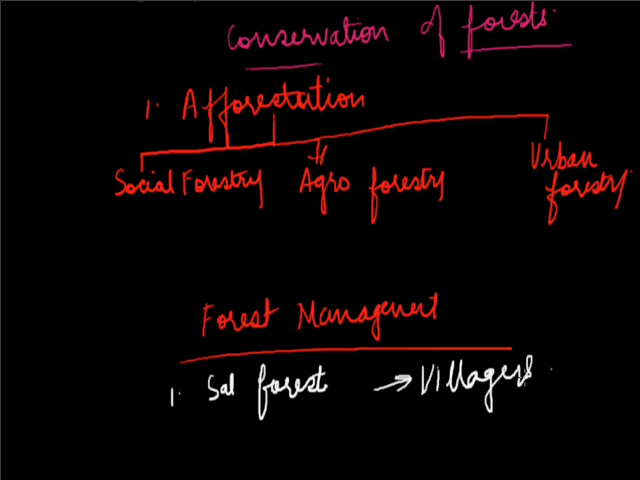 Conservation of forests.
1. Afforestation
Social Forestry Agro forestry Urban forestry
Forest Management
1. Sal forest → Villagers